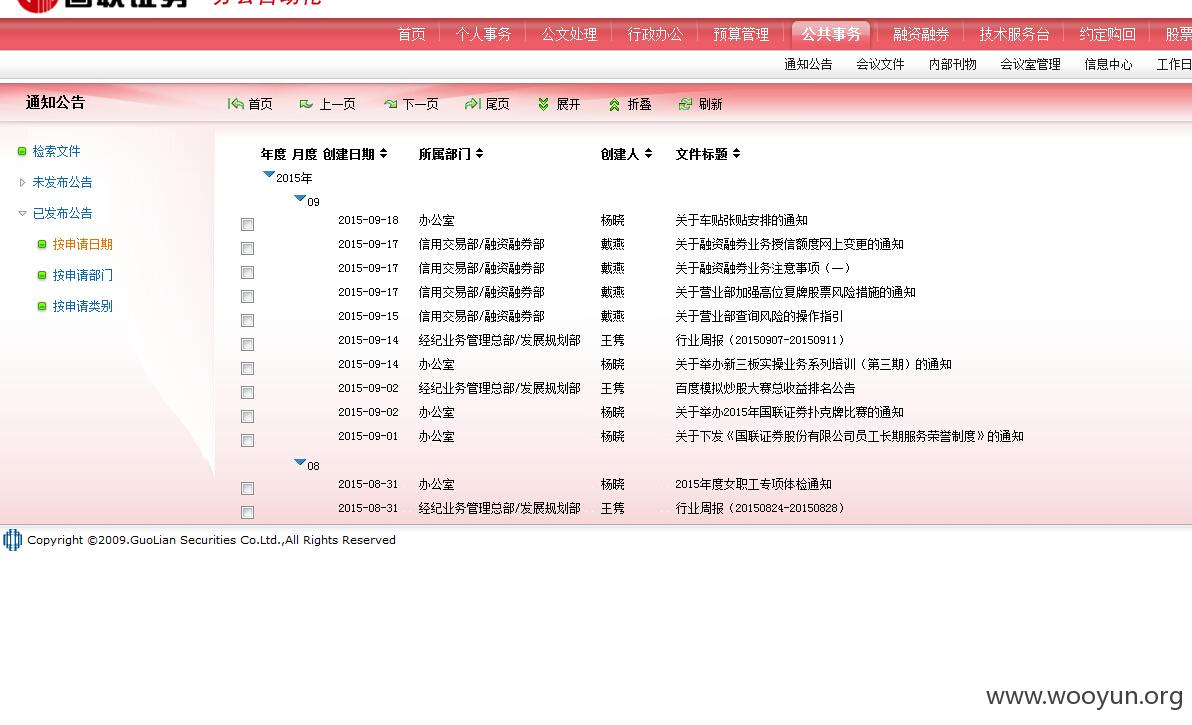 国联证券 办公自动化
首页 个人事务 公文处理 行政办公 预算管理 公共事务 融资融券 技术服务台 约定购回 股票
通知公告 会议文件 内部刊物 会议室管理 信息中心 工作日
通知公告 首页 上一页 下一页 尾页 展开 折叠 刷新
检索文件
未发布公告
已发布公告
按申请日期
按申请部门
按申请类别
年度 月度 创建日期 所属部门 创建人 文件标题
2015年
09
2015-09-18 办公室 杨晓 关于车贴张贴安排的通知
2015-09-17 信用交易部/融资融券部 戴燕 关于融资融券业务授信额度网上变更的通知
2015-09-17 信用交易部/融资融券部 戴燕 关于融资融券业务注意事项（一）
2015-09-17 信用交易部/融资融券部 戴燕 关于营业部加强高位复牌股票风险措施的通知
2015-09-15 信用交易部/融资融券部 戴燕 关于营业部查询风险的操作指引
2015-09-14 经纪业务管理总部/发展规划部 王隽 行业周报（20150907-20150911）
2015-09-14 办公室 杨晓 关于举办新三板实操业务系列培训（第三期）的通知
2015-09-02 经纪业务管理总部/发展规划部 王隽 百度模拟炒股大赛总收益排名公告
2015-09-02 办公室 杨晓 关于举办2015年国联证券扑克牌比赛的通知
2015-09-01 办公室 杨晓 关于下发《国联证券股份有限公司员工长期服务荣誉制度》的通知
08
2015-08-31 办公室 杨晓 2015年度女职工专项体检通知
2015-08-31 经纪业务管理总部/发展规划部 王隽 行业周报（20150824-20150828）
Copyright ©2009.GuoLian Securities Co.Ltd.,All Rights Reserved
www.wooyun.org